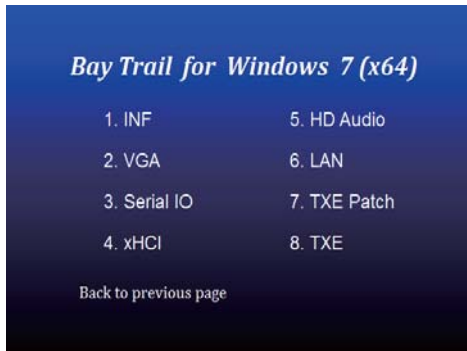 Bay Trail for Windows 7 (x64)
1. INF
2. VGA
3. Serial IO
4. xHCI
5. HD Audio
6. LAN
7. TXE Patch
8. TXE
Back to previous page